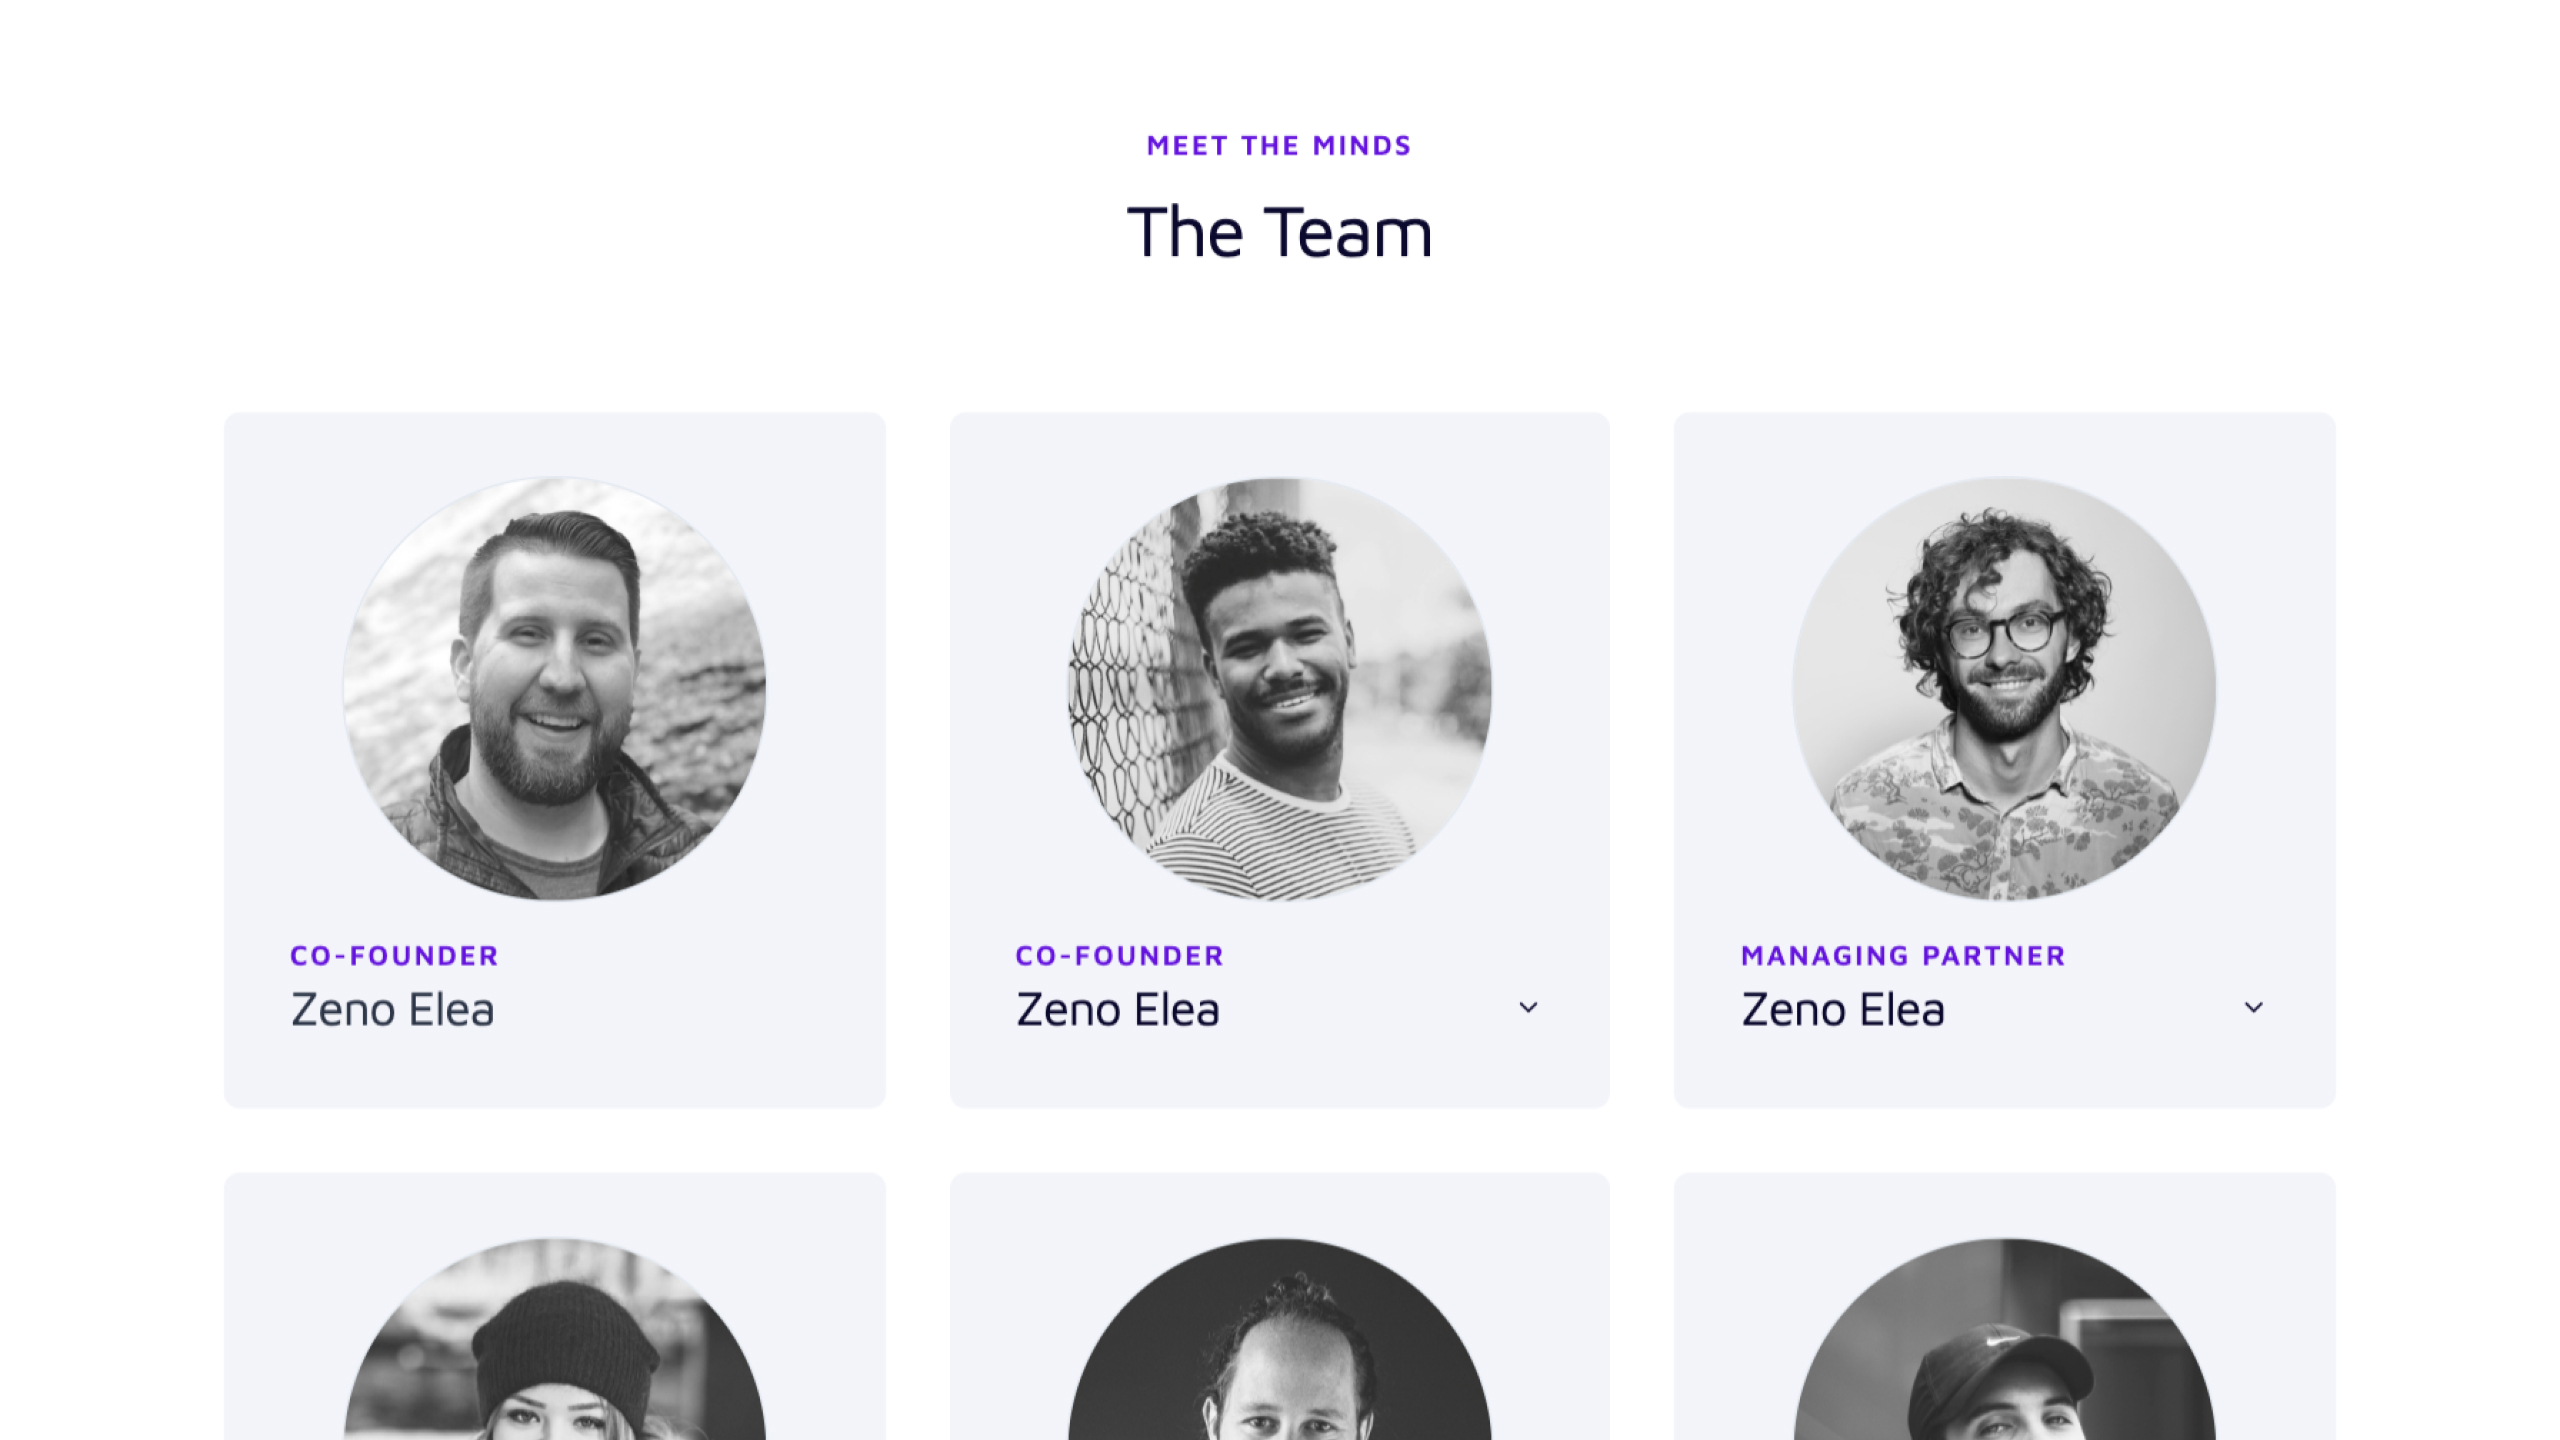 MEET THE MINDS
The Team
CO-FOUNDER
Zeno Elea
CO-FOUNDER
Zeno Elea
MANAGING PARTNER
Zeno Elea